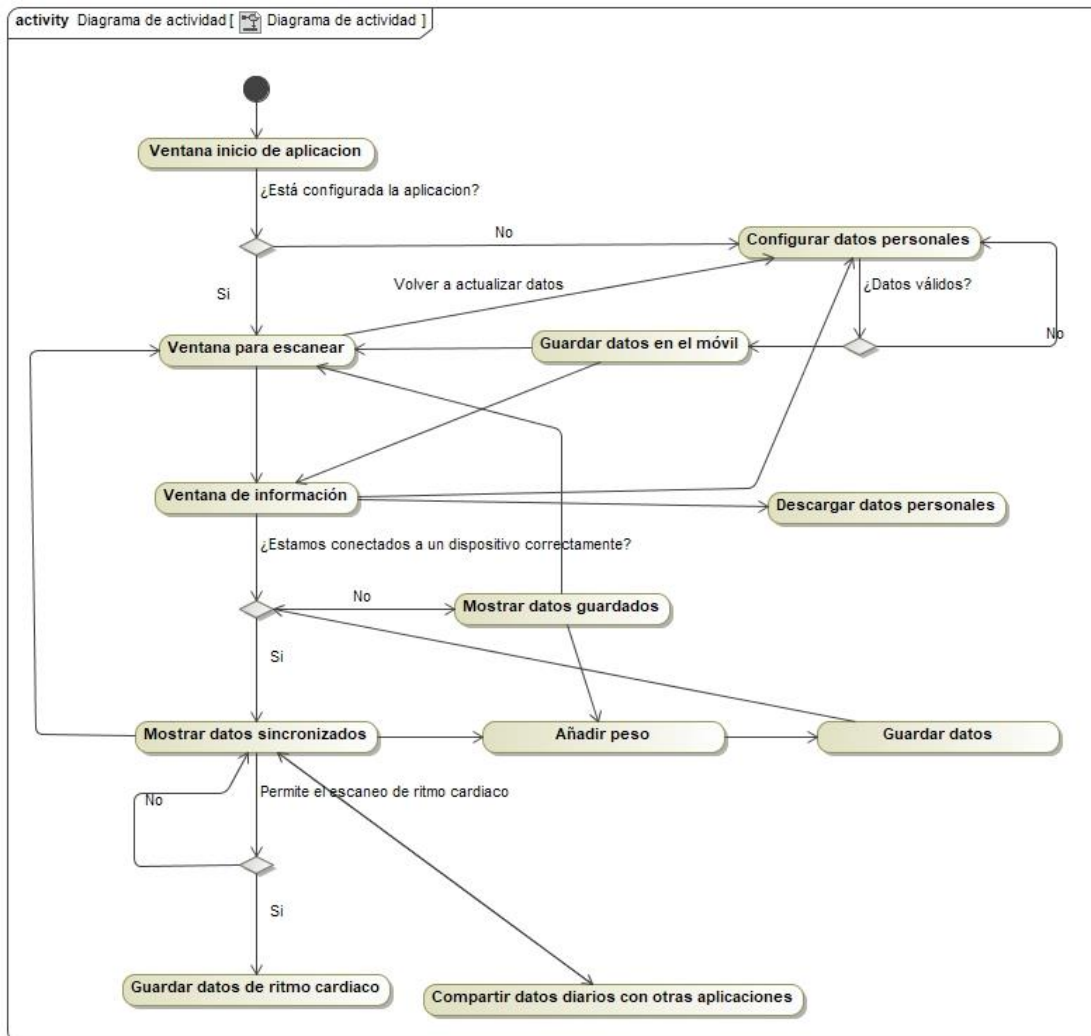 activity Diagrama de actividad [ Diagrama de actividad ]
Ventana inicio de aplicacion
¿Está configurada la aplicacion?
No
Configurar datos personales
Si
Volver a actualizar datos
¿Datos válidos?
No
Ventana para escanear
Guardar datos en el móvil
Ventana de información
Descargar datos personales
¿Estamos conectados a un dispositivo correctamente?
No
Mostrar datos guardados
Si
Mostrar datos sincronizados
Añadir peso
Guardar datos
No
Permite el escaneo de ritmo cardiaco
Si
Guardar datos de ritmo cardiaco
Compartir datos diarios con otras aplicaciones